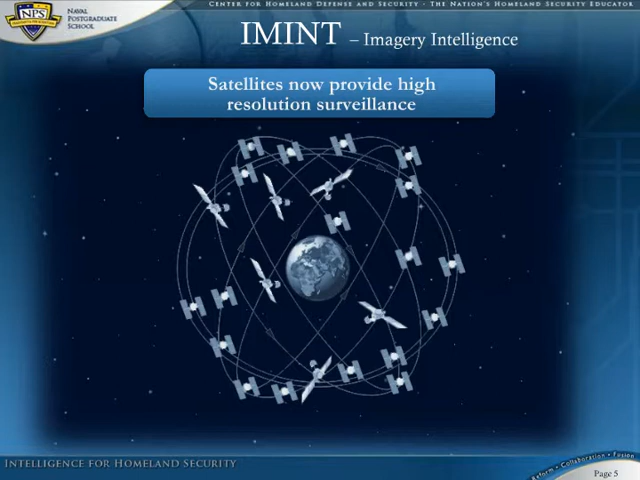 Center for Homeland Defense and Security · The Nation's Homeland Security Educator
NPS
Naval
Postgraduate
School
IMINT – Imagery Intelligence
Satellites now provide high
resolution surveillance
Intelligence for Homeland Security
Reform • Collaboration • Fusion
Page 5